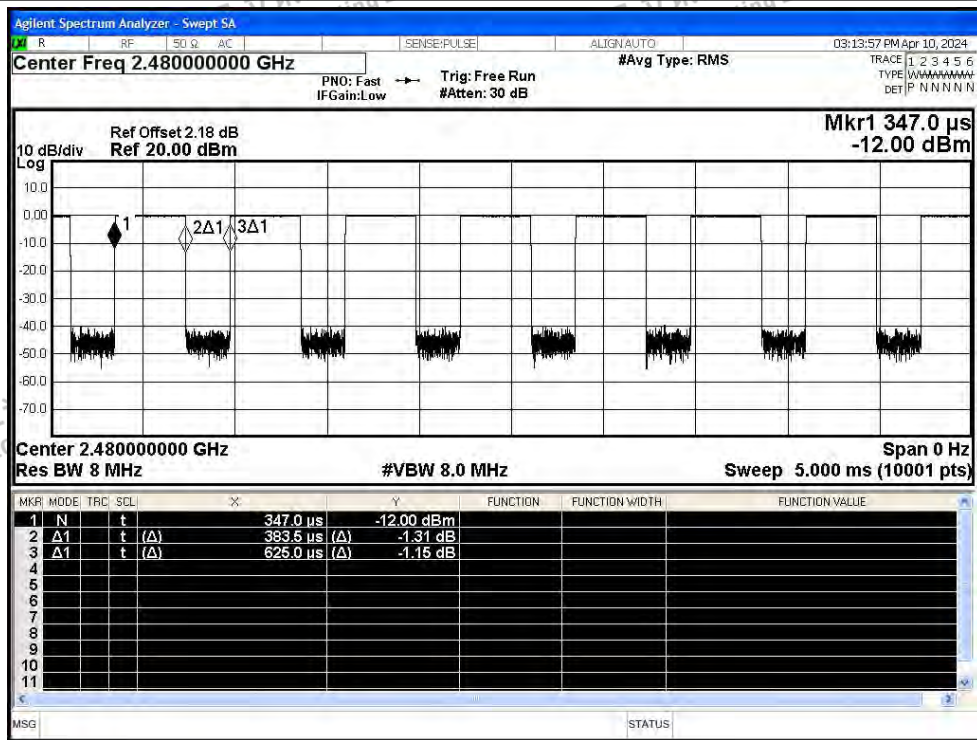 Agilent Spectrum Analyzer - Swept SA
R RF 50 Ω AC SENSE:PULSE ALIGN AUTO 03:13:57 PM Apr 10, 2024
Center Freq 2.480000000 GHz #Avg Type: RMS TRACE 1 2 3 4 5 6
PNO: Fast Trig: Free Run TYPE WWWWWW
IFGain:Low #Atten: 30 dB DET P N N N N N
Mkr1 347.0 µs
Ref Offset 2.18 dB
10 dB/div Ref 20.00 dBm -12.00 dBm
Log
10.0
0.00
1 2Δ1 3Δ1
-10.0
-20.0
-30.0
-40.0
-50.0
-60.0
-70.0
Center 2.480000000 GHz Span 0 Hz
Res BW 8 MHz #VBW 8.0 MHz Sweep 5.000 ms (10001 pts)
MKR MODE TRC SCL X Y FUNCTION FUNCTION WIDTH FUNCTION VALUE
1 N t 347.0 µs -12.00 dBm
2 Δ1 t (Δ) 383.5 µs (Δ) -1.31 dB
3 Δ1 t (Δ) 625.0 µs (Δ) -1.15 dB
4
5
6
7
8
9
10
11
MSG STATUS